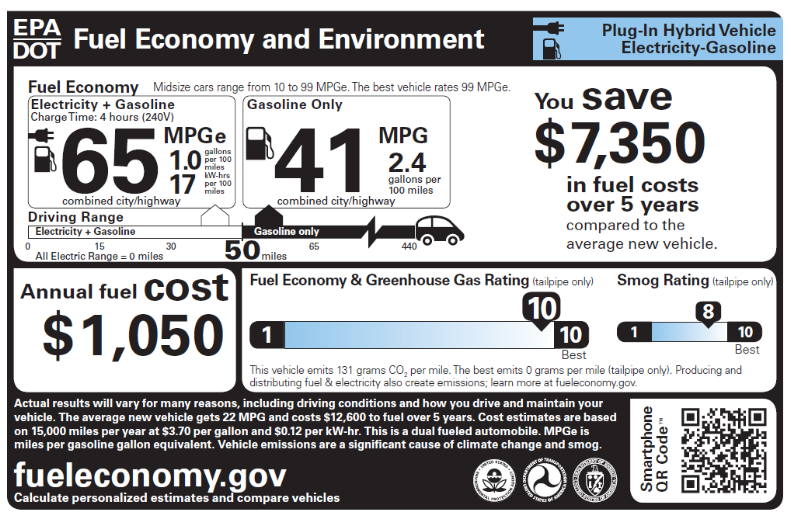 EPA
DOT
Fuel Economy and Environment
Plug-In Hybrid Vehicle
Electricity-Gasoline
Fuel Economy
Midsize cars range from 10 to 99 MPGe. The best vehicle rates 99 MPGe.
Electricity + Gasoline
Charge Time: 4 hours (240V)
65
MPGe
1.0 gallons per 100 miles
17 kW-hrs per 100 miles
combined city/highway
Gasoline Only
41
MPG
2.4
gallons per
100 miles
combined city/highway
Driving Range
Electricity + Gasoline
Gasoline only
0 15 30 50 miles 65 440
All Electric Range = 0 miles
You save
$7,350
in fuel costs
over 5 years
compared to the
average new vehicle.
Annual fuel cost
$1,050
Fuel Economy & Greenhouse Gas Rating (tailpipe only)
10
1 10
Best
Smog Rating (tailpipe only)
8
1 10
Best
This vehicle emits 131 grams CO₂ per mile. The best emits 0 grams per mile (tailpipe only). Producing and
distributing fuel & electricity also create emissions; learn more at fueleconomy.gov.
Actual results will vary for many reasons, including driving conditions and how you drive and maintain your
vehicle. The average new vehicle gets 22 MPG and costs $12,600 to fuel over 5 years. Cost estimates are based
on 15,000 miles per year at $3.70 per gallon and $0.12 per kW-hr. This is a dual fueled automobile. MPGe is
miles per gasoline gallon equivalent. Vehicle emissions are a significant cause of climate change and smog.
fueleconomy.gov
Calculate personalized estimates and compare vehicles
Smartphone
QR Code™